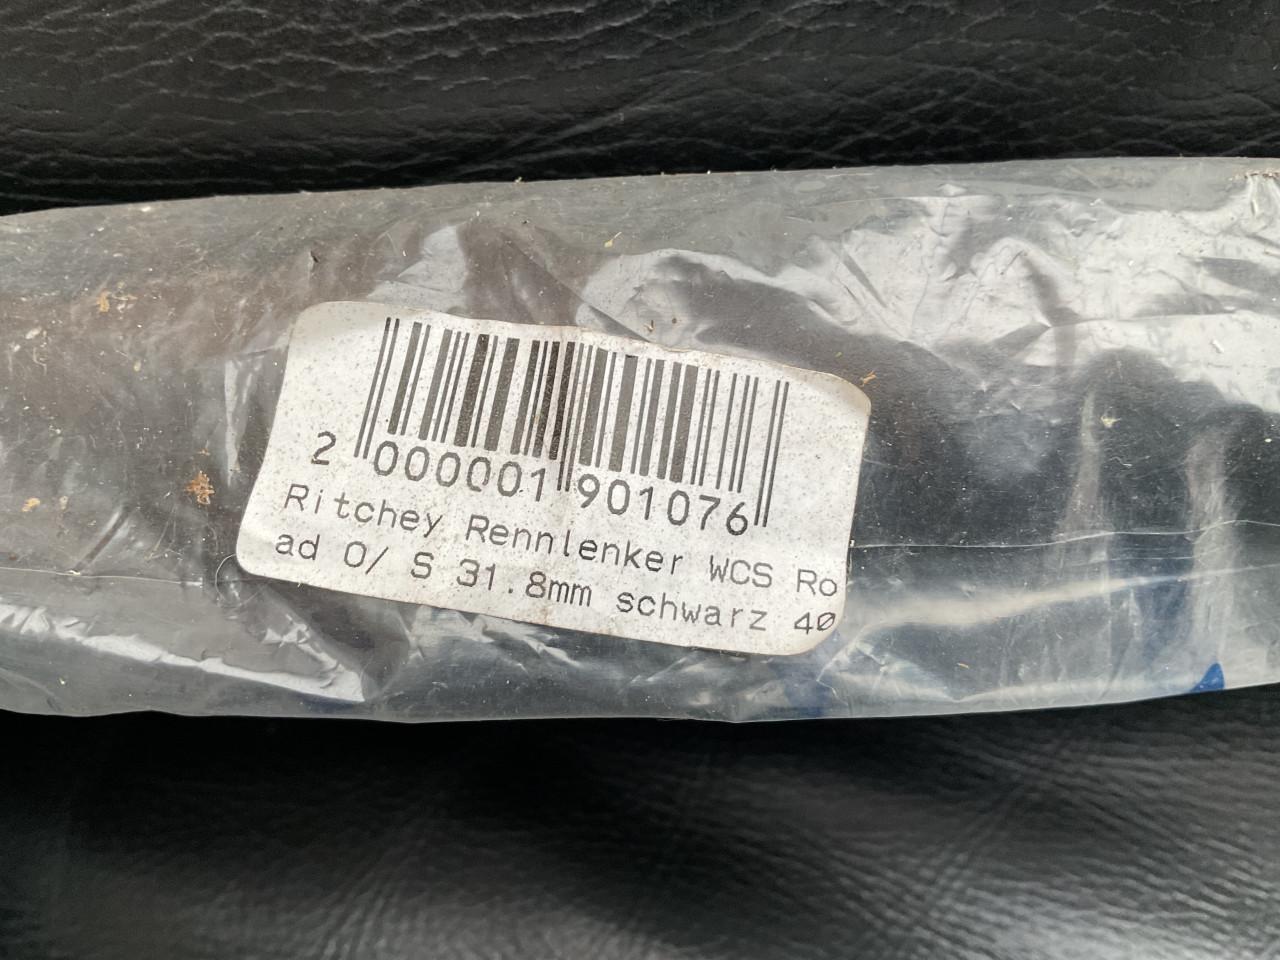 2 000001 901076
Ritchey Rennlenker WCS Ro
ad O/ S 31.8mm schwarz 40